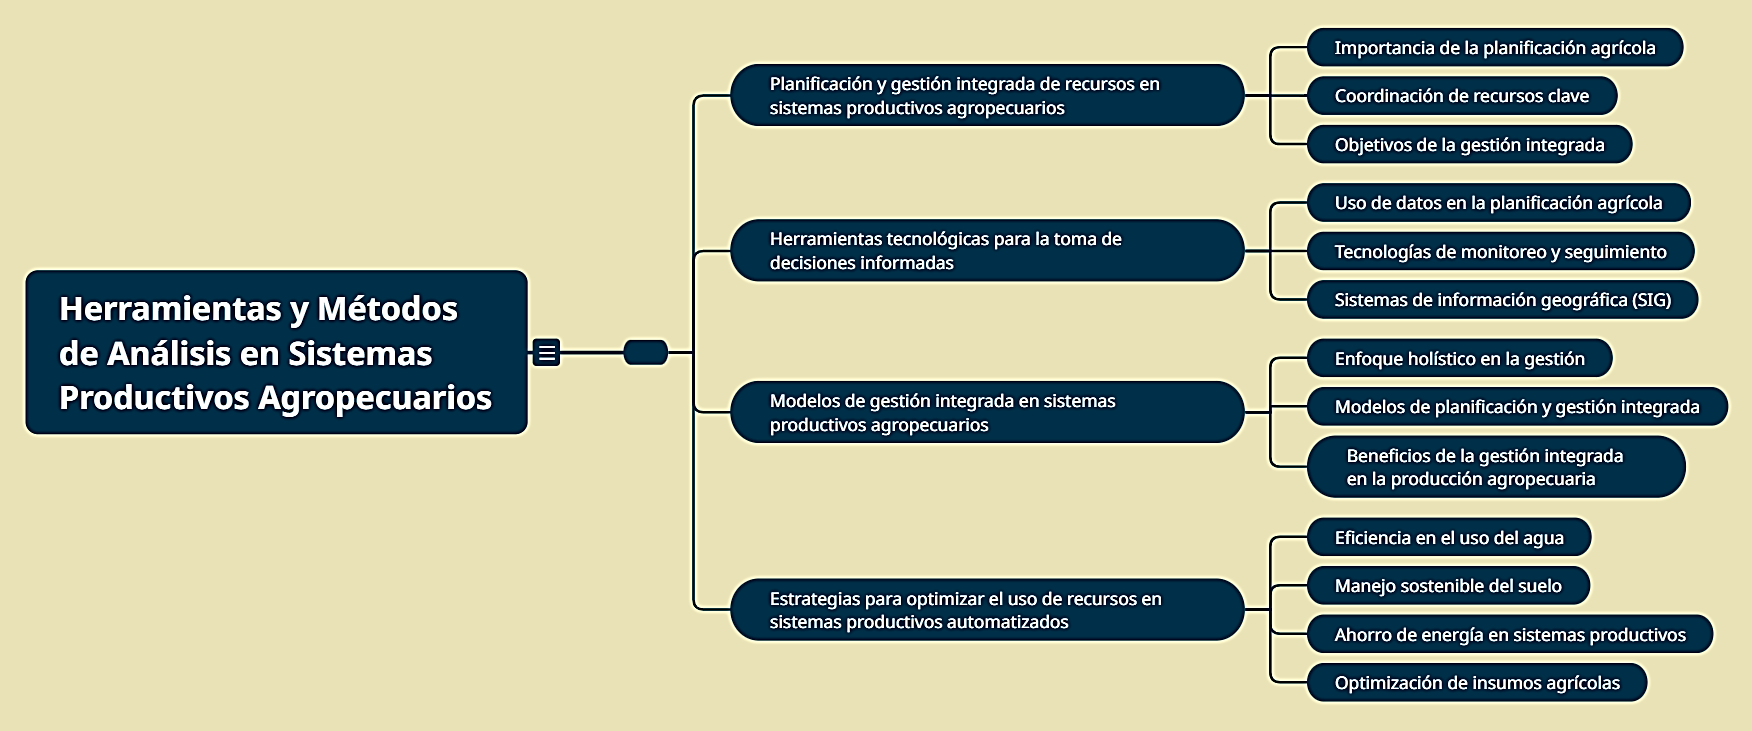 Herramientas y Métodos
de Análisis en Sistemas
Productivos Agropecuarios
Planificación y gestión integrada de recursos en
sistemas productivos agropecuarios
Importancia de la planificación agrícola
Coordinación de recursos clave
Objetivos de la gestión integrada
Herramientas tecnológicas para la toma de
decisiones informadas
Uso de datos en la planificación agrícola
Tecnologías de monitoreo y seguimiento
Sistemas de información geográfica (SIG)
Modelos de gestión integrada en sistemas
productivos agropecuarios
Enfoque holístico en la gestión
Modelos de planificación y gestión integrada
Beneficios de la gestión integrada
en la producción agropecuaria
Estrategias para optimizar el uso de recursos en
sistemas productivos automatizados
Eficiencia en el uso del agua
Manejo sostenible del suelo
Ahorro de energía en sistemas productivos
Optimización de insumos agrícolas